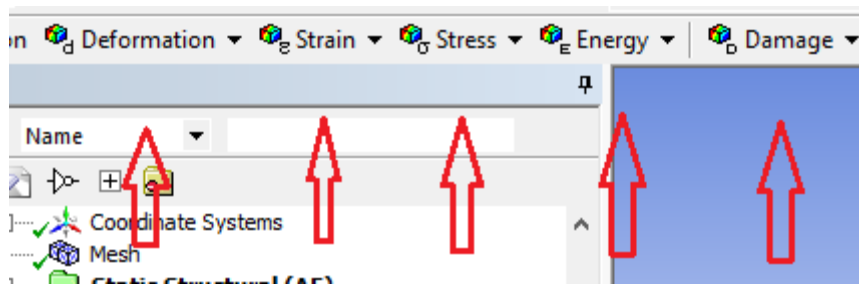 on Deformation Strain Stress Energy Damage
Name
Coordinate Systems
Mesh
Static Structural (A5)